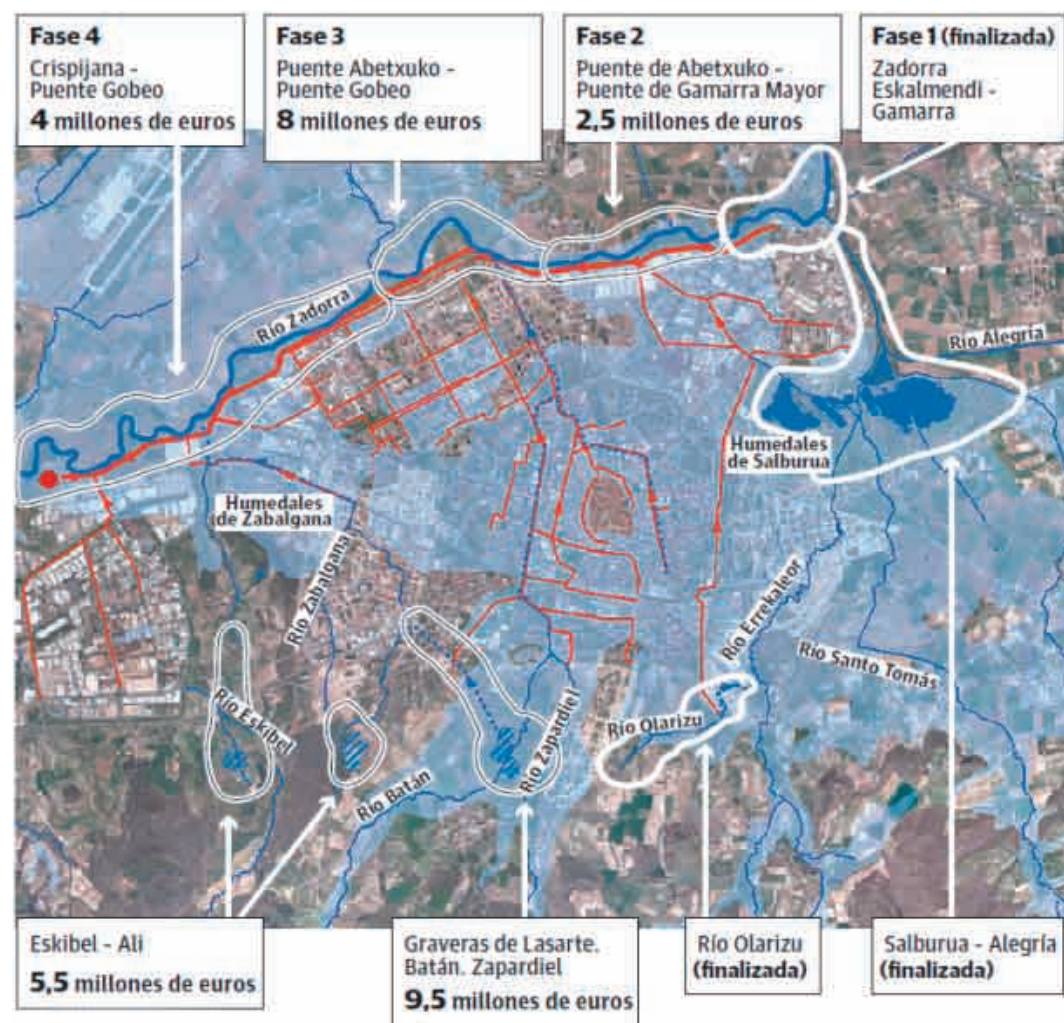 Fase 4
Crispijana -
Puente Gobeo
4 millones de euros
Fase 3
Puente Abetxuko -
Puente Gobeo
8 millones de euros
Fase 2
Puente de Abetxuko -
Puente de Gamarra Mayor
2,5 millones de euros
Fase 1 (finalizada)
Zadorra
Eskalmendi -
Gamarra
Río Zadorra
Río Alegría
Humedales
de Salburua
Humedales
de Zabalgana
Río Zabalgana
Río Errekaleor
Río Santo Tomás
Río Eskibel
Río Olarizu
Río Zapardiel
Río Batán
Eskibel - Ali
5,5 millones de euros
Graveras de Lasarte.
Batán. Zapardiel
9,5 millones de euros
Río Olarizu
(finalizada)
Salburua - Alegría
(finalizada)